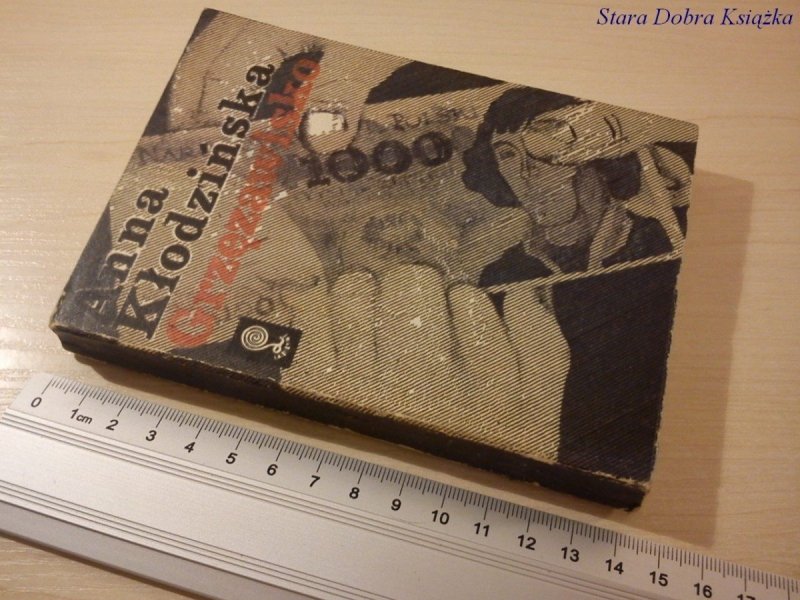 Stara Dobra Książka
Anna
Kłodzińska
Grzęzawisko
1000
0 1cm 2 3 4 5 6 7 8 9 10 11 12 13 14 15 16 17